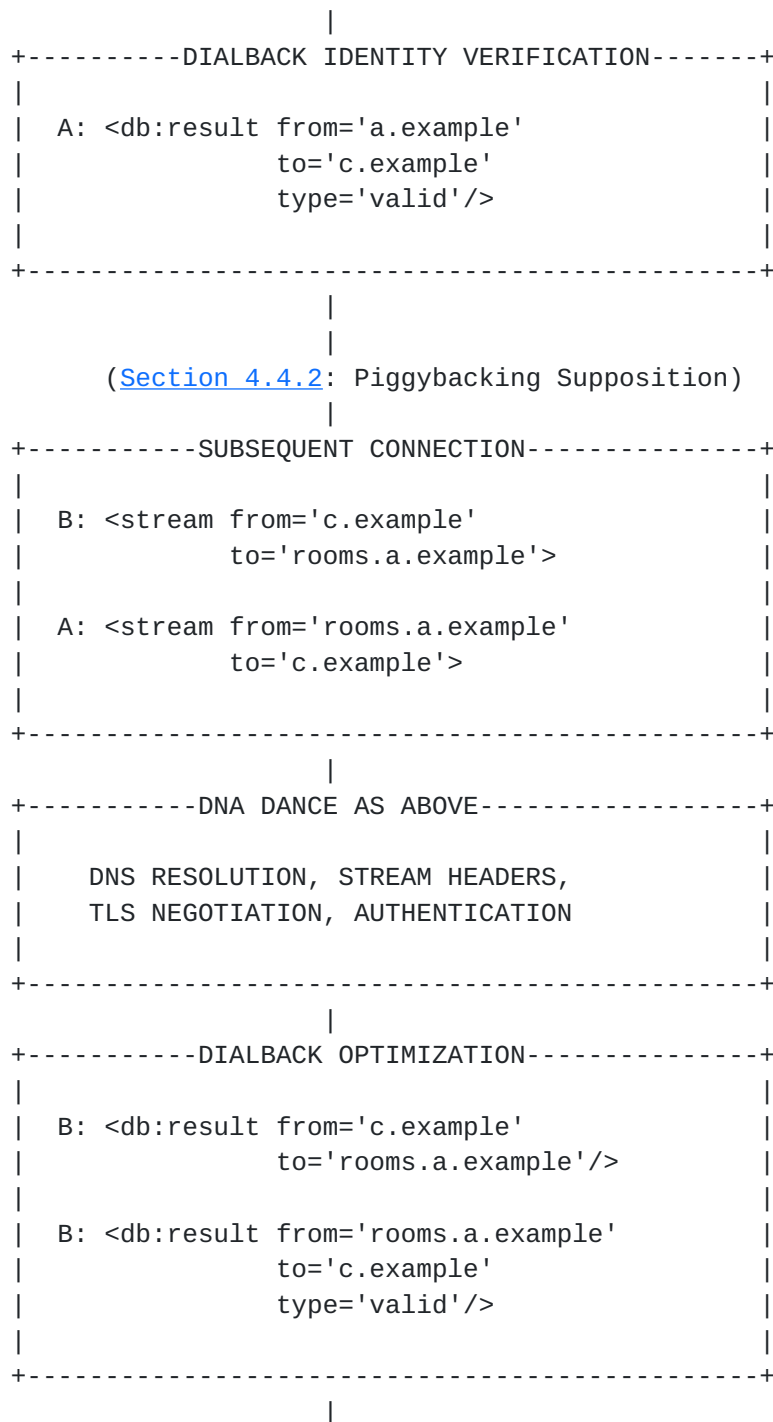 |
+----------DIALBACK IDENTITY VERIFICATION-------+
|                                               |
|  A: <db:result from='a.example'               |
|                to='c.example'                 |
|                type='valid'/>                 |
|                                               |
+-----------------------------------------------+
                    |
                    |
      (Section 4.4.2: Piggybacking Supposition)
                    |
+-----------SUBSEQUENT CONNECTION---------------+
|                                               |
|  B: <stream from='c.example'                  |
|             to='rooms.a.example'>             |
|                                               |
|  A: <stream from='rooms.a.example'            |
|             to='c.example'>                   |
|                                               |
+-----------------------------------------------+
                    |
+-----------DNA DANCE AS ABOVE------------------+
|                                               |
|    DNS RESOLUTION, STREAM HEADERS,            |
|    TLS NEGOTIATION, AUTHENTICATION            |
|                                               |
+-----------------------------------------------+
                    |
+-----------DIALBACK OPTIMIZATION---------------+
|                                               |
|  B: <db:result from='c.example'               |
|                to='rooms.a.example'/>         |
|                                               |
|  B: <db:result from='rooms.a.example'         |
|                to='c.example'                 |
|                type='valid'/>                 |
|                                               |
+-----------------------------------------------+
                    |